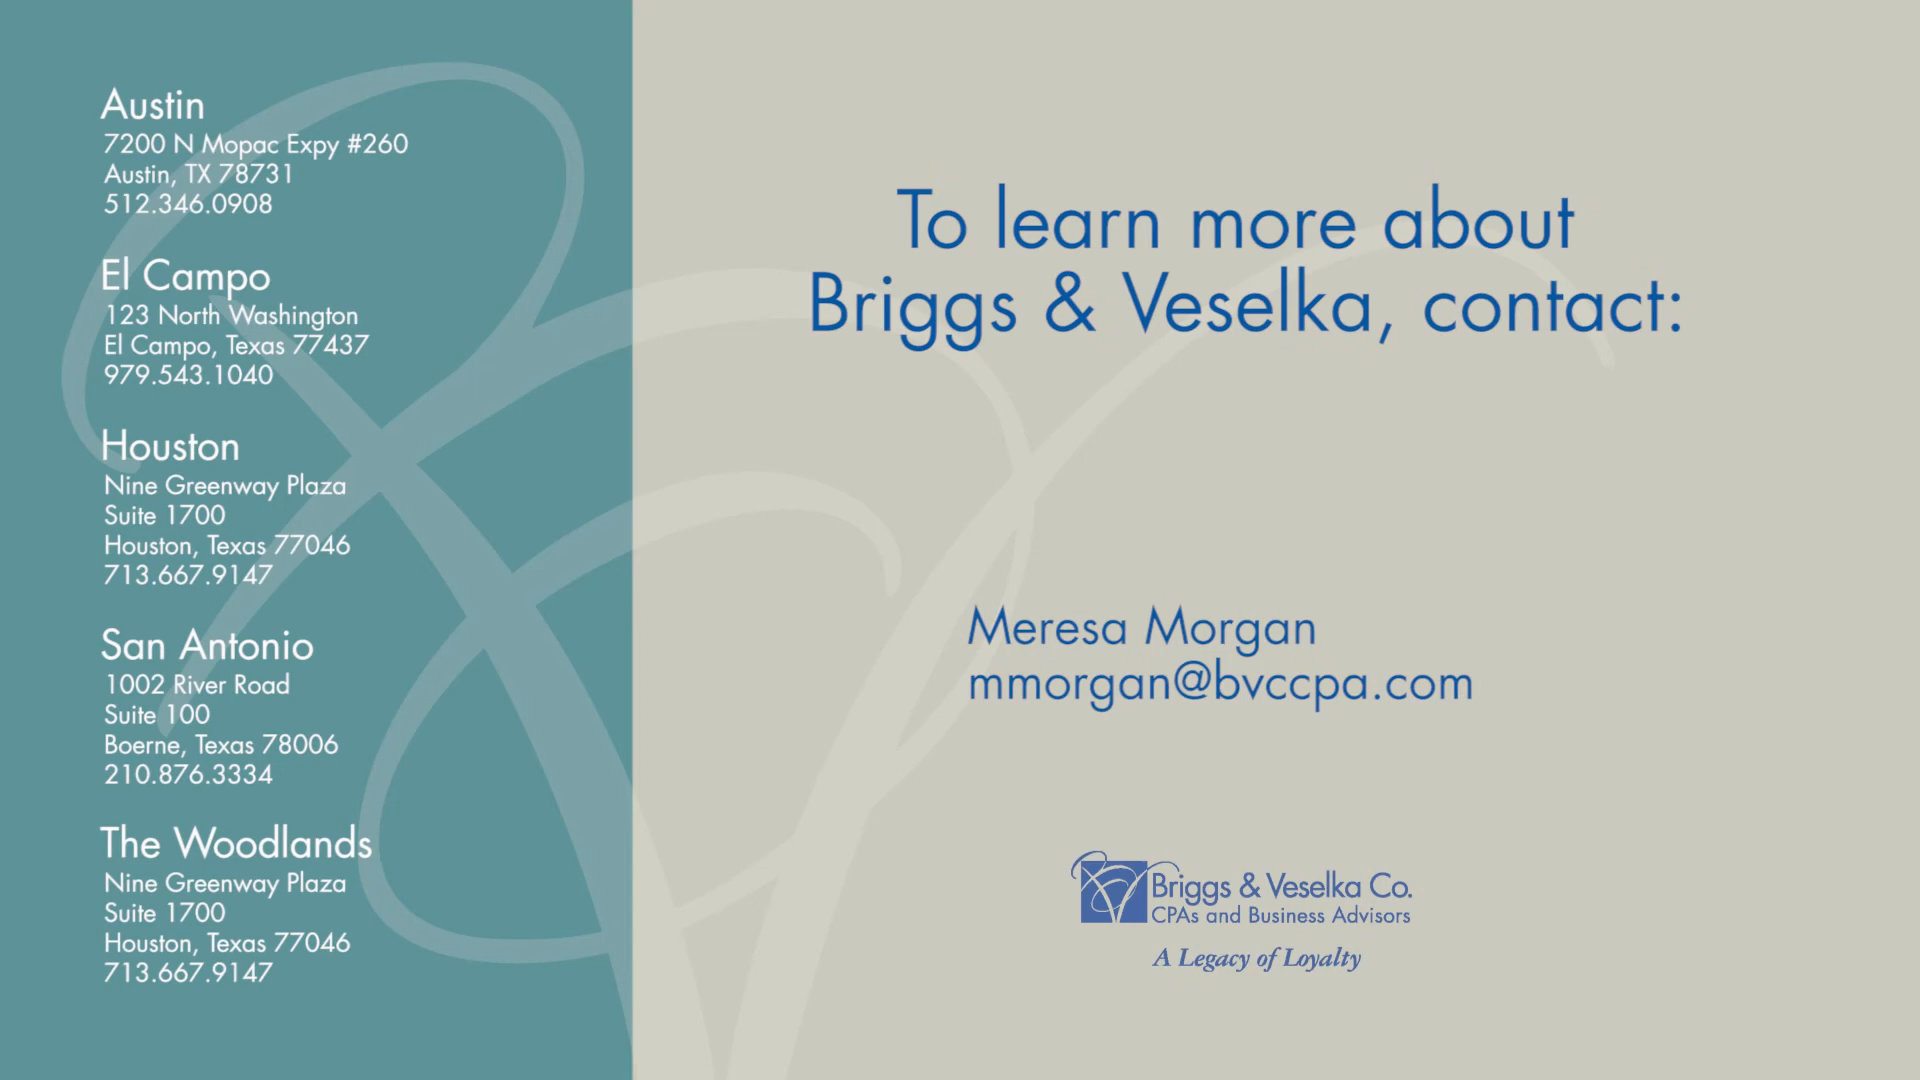 Austin
7200 N Mopac Expy #260
Austin, TX 78731
512.346.0908
El Campo
123 North Washington
El Campo, Texas 77437
979.543.1040
Houston
Nine Greenway Plaza
Suite 1700
Houston, Texas 77046
713.667.9147
San Antonio
1002 River Road
Suite 100
Boerne, Texas 78006
210.876.3334
The Woodlands
Nine Greenway Plaza
Suite 1700
Houston, Texas 77046
713.667.9147
To learn more about
Briggs & Veselka, contact:
Meresa Morgan
mmorgan@bvccpa.com
Briggs & Veselka Co.
CPAs and Business Advisors
A Legacy of Loyalty